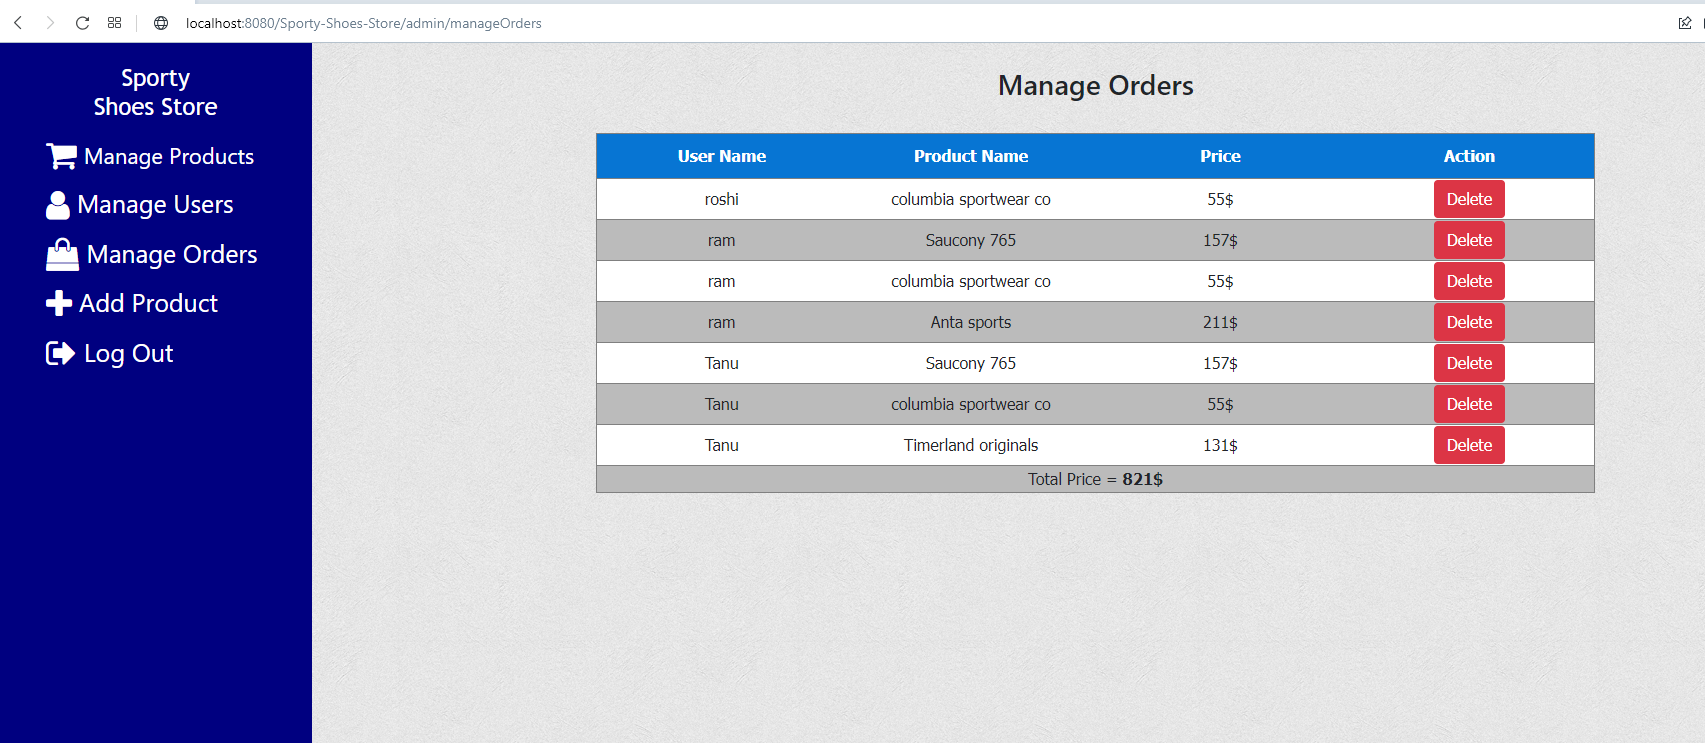 localhost:8080/Sporty-Shoes-Store/admin/manageOrders
Sporty
Shoes Store
Manage Products
Manage Users
Manage Orders
Add Product
Log Out
Manage Orders
User Name Product Name Price Action
roshi columbia sportwear co 55$ Delete
ram Saucony 765 157$ Delete
ram columbia sportwear co 55$ Delete
ram Anta sports 211$ Delete
Tanu Saucony 765 157$ Delete
Tanu columbia sportwear co 55$ Delete
Tanu Timerland originals 131$ Delete
Total Price = 821$